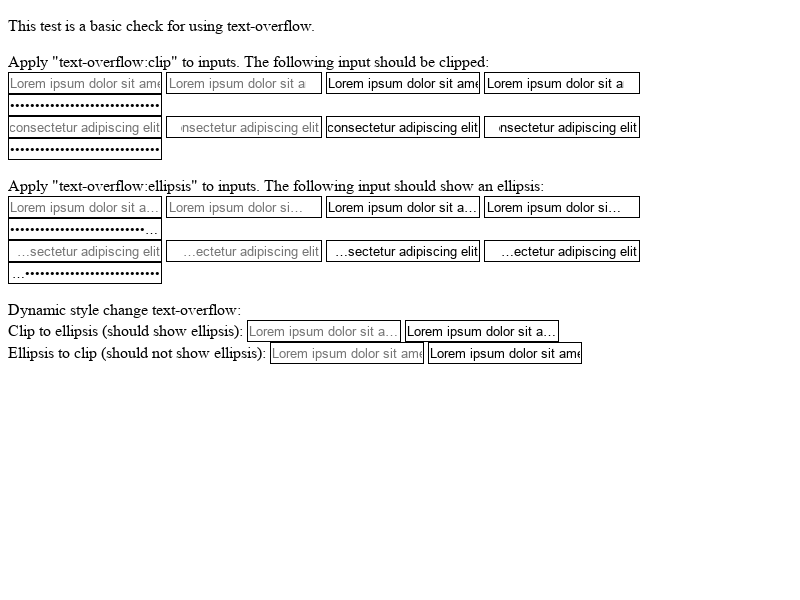 This test is a basic check for using text-overflow.
Apply "text-overflow:clip" to inputs. The following input should be clipped:
Lorem ipsum dolor sit ame Lorem ipsum dolor sit a Lorem ipsum dolor sit ame Lorem ipsum dolor sit a
••••••••••••••••••••••••••••••
consectetur adipiscing elit nsectetur adipiscing elit consectetur adipiscing elit onsectetur adipiscing elit
••••••••••••••••••••••••••••••
Apply "text-overflow:ellipsis" to inputs. The following input should show an ellipsis:
Lorem ipsum dolor sit a… Lorem ipsum dolor si… Lorem ipsum dolor sit a… Lorem ipsum dolor si…
•••••••••••••••••••••••••••…
…sectetur adipiscing elit …ectetur adipiscing elit …sectetur adipiscing elit …ectetur adipiscing elit
…•••••••••••••••••••••••••••
Dynamic style change text-overflow:
Clip to ellipsis (should show ellipsis): Lorem ipsum dolor sit a… Lorem ipsum dolor sit a…
Ellipsis to clip (should not show ellipsis): Lorem ipsum dolor sit ame Lorem ipsum dolor sit ame